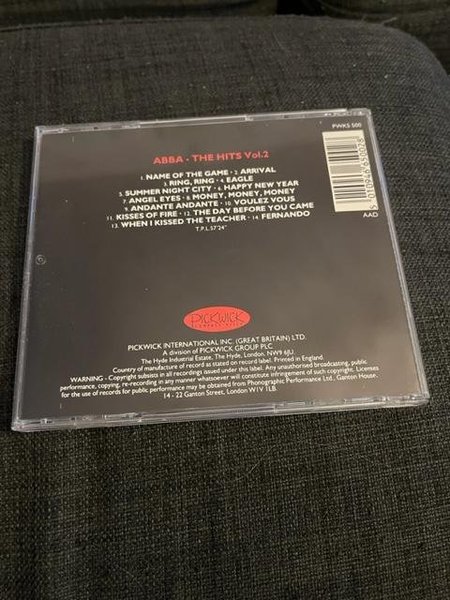 PWKS 500
5 010946 650028
AAD
ABBA · THE HITS Vol.2
1. NAME OF THE GAME · 2. ARRIVAL
3. RING, RING · 4. EAGLE
5. SUMMER NIGHT CITY · 6. HAPPY NEW YEAR
7. ANGEL EYES · 8. MONEY, MONEY, MONEY
9. ANDANTE ANDANTE · 10. VOULEZ VOUS
11. KISSES OF FIRE · 12. THE DAY BEFORE YOU CAME
13. WHEN I KISSED THE TEACHER · 14. FERNANDO
T.P.L.57'24"
PICKWICK
PICKWICK INTERNATIONAL INC. (GREAT BRITAIN) LTD.
A division of PICKWICK GROUP PLC
The Hyde Industrial Estate, The Hyde, London. NW9 6JU
Country of manufacture of record as stated on record label. Printed in England.
WARNING - Copyright subsists in all recordings issued under this label. Any unauthorised broadcasting, public
performance, copying, re-recording in any manner whatsoever will constitute infringement of such copyright. Licenses
for the use of records for public performance may be obtained from Phonographic Performance Ltd., Ganton House,
14 - 22 Ganton Street, London W1V 1LB.